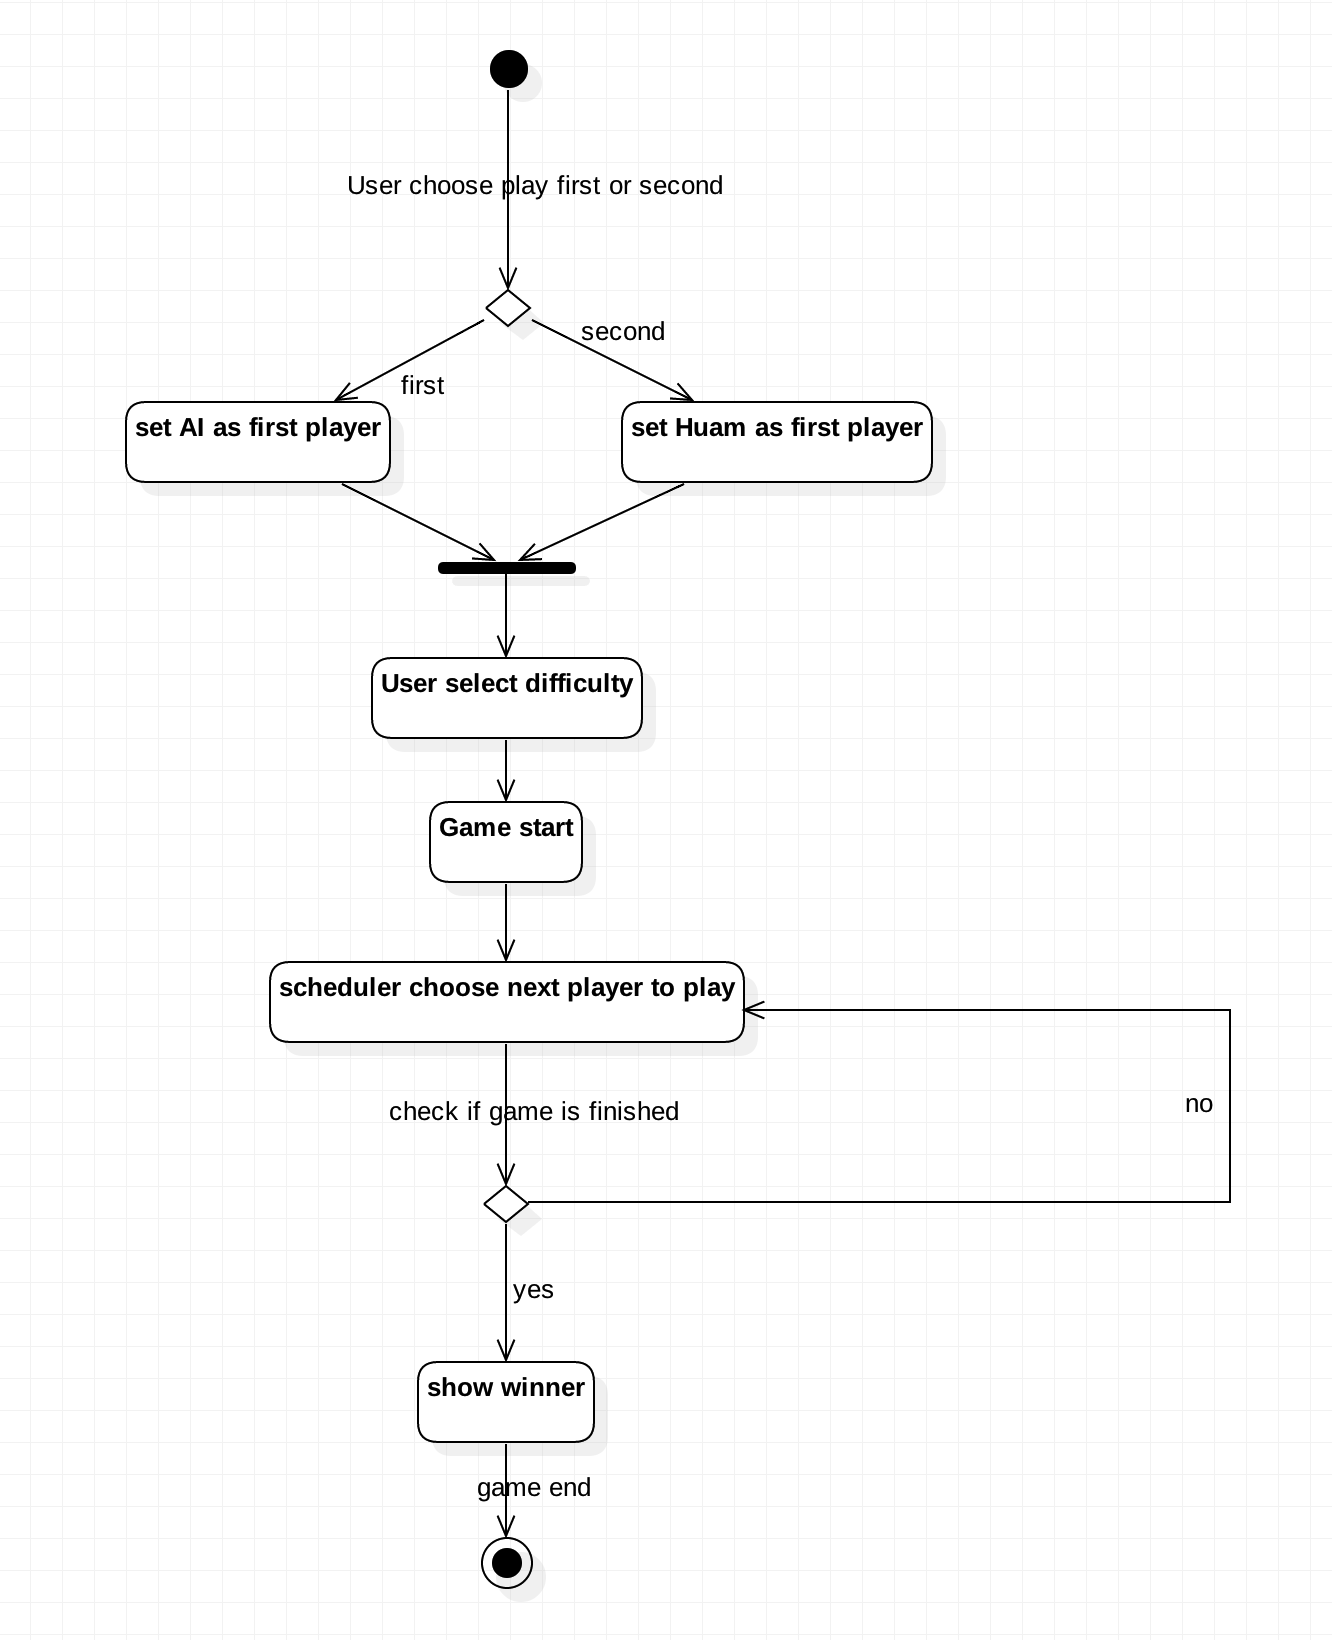 User choose play first or second
second
first
set AI as first player
set Huam as first player
User select difficulty
Game start
scheduler choose next player to play
no
check if game is finished
yes
show winner
game end